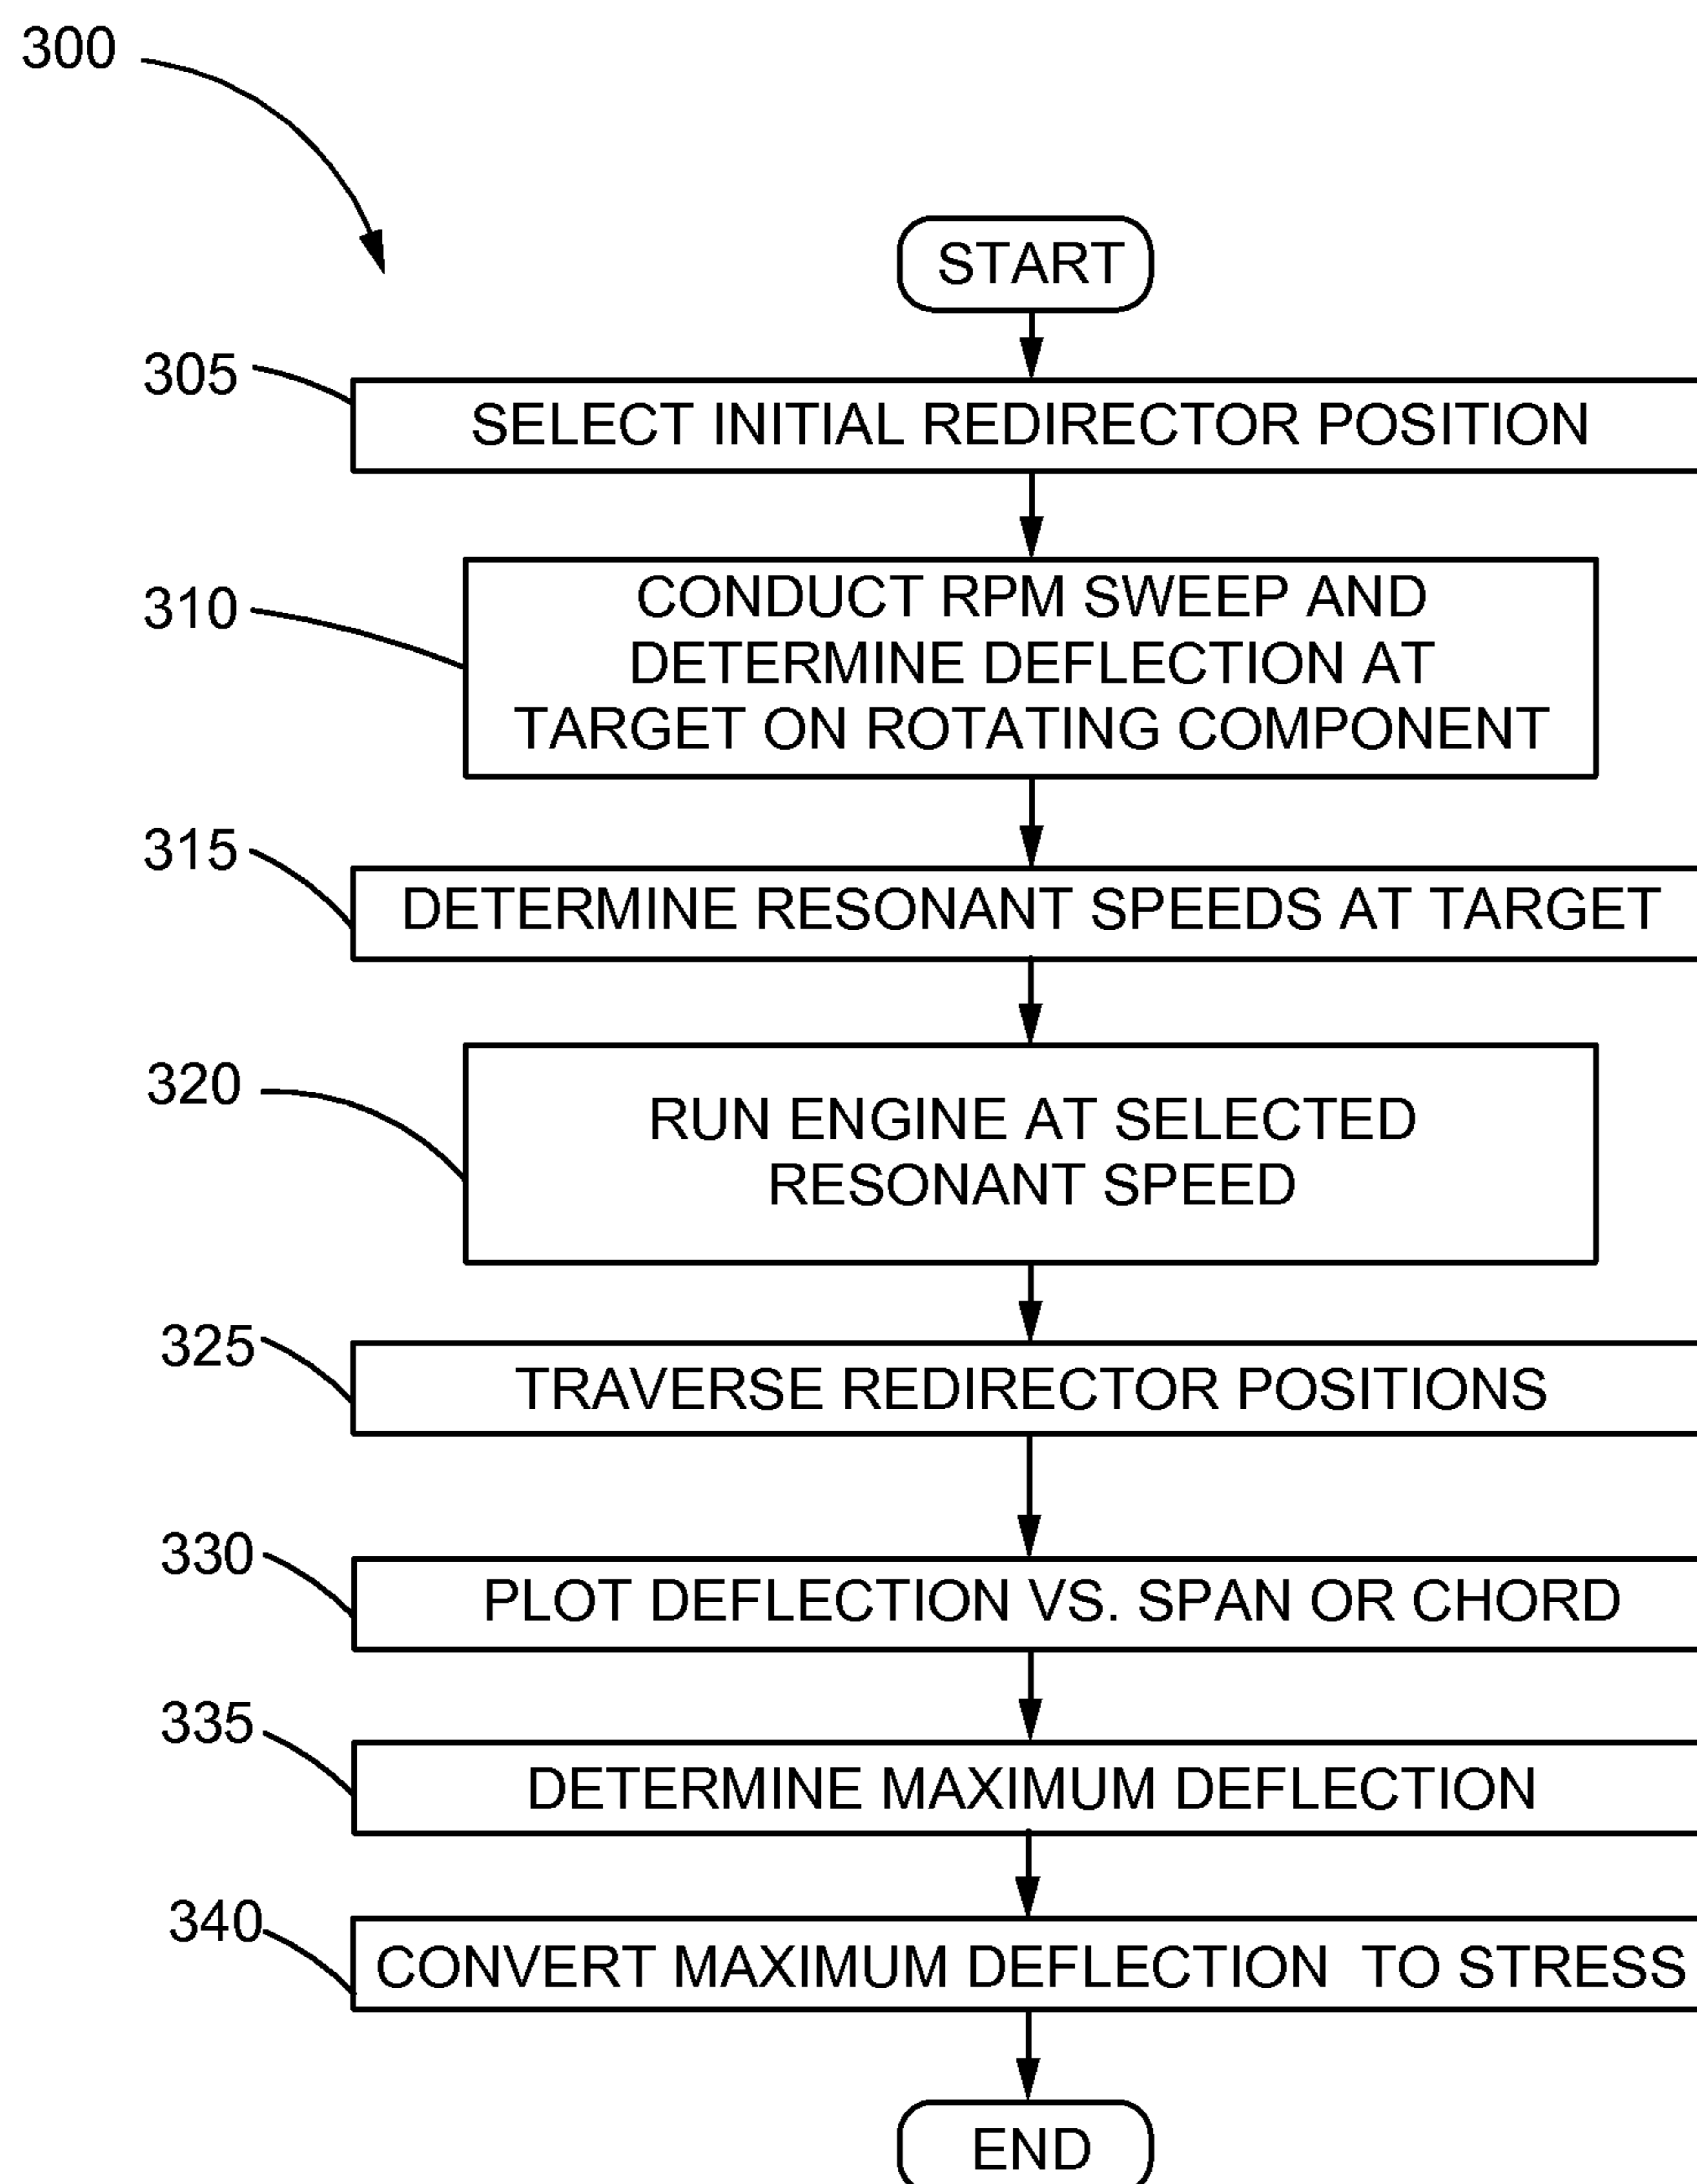 300
START
305
SELECT INITIAL REDIRECTOR POSITION
310
CONDUCT RPM SWEEP AND
DETERMINE DEFLECTION AT
TARGET ON ROTATING COMPONENT
315
DETERMINE RESONANT SPEEDS AT TARGET
320
RUN ENGINE AT SELECTED
RESONANT SPEED
325
TRAVERSE REDIRECTOR POSITIONS
330
PLOT DEFLECTION VS. SPAN OR CHORD
335
DETERMINE MAXIMUM DEFLECTION
340
CONVERT MAXIMUM DEFLECTION TO STRESS
END